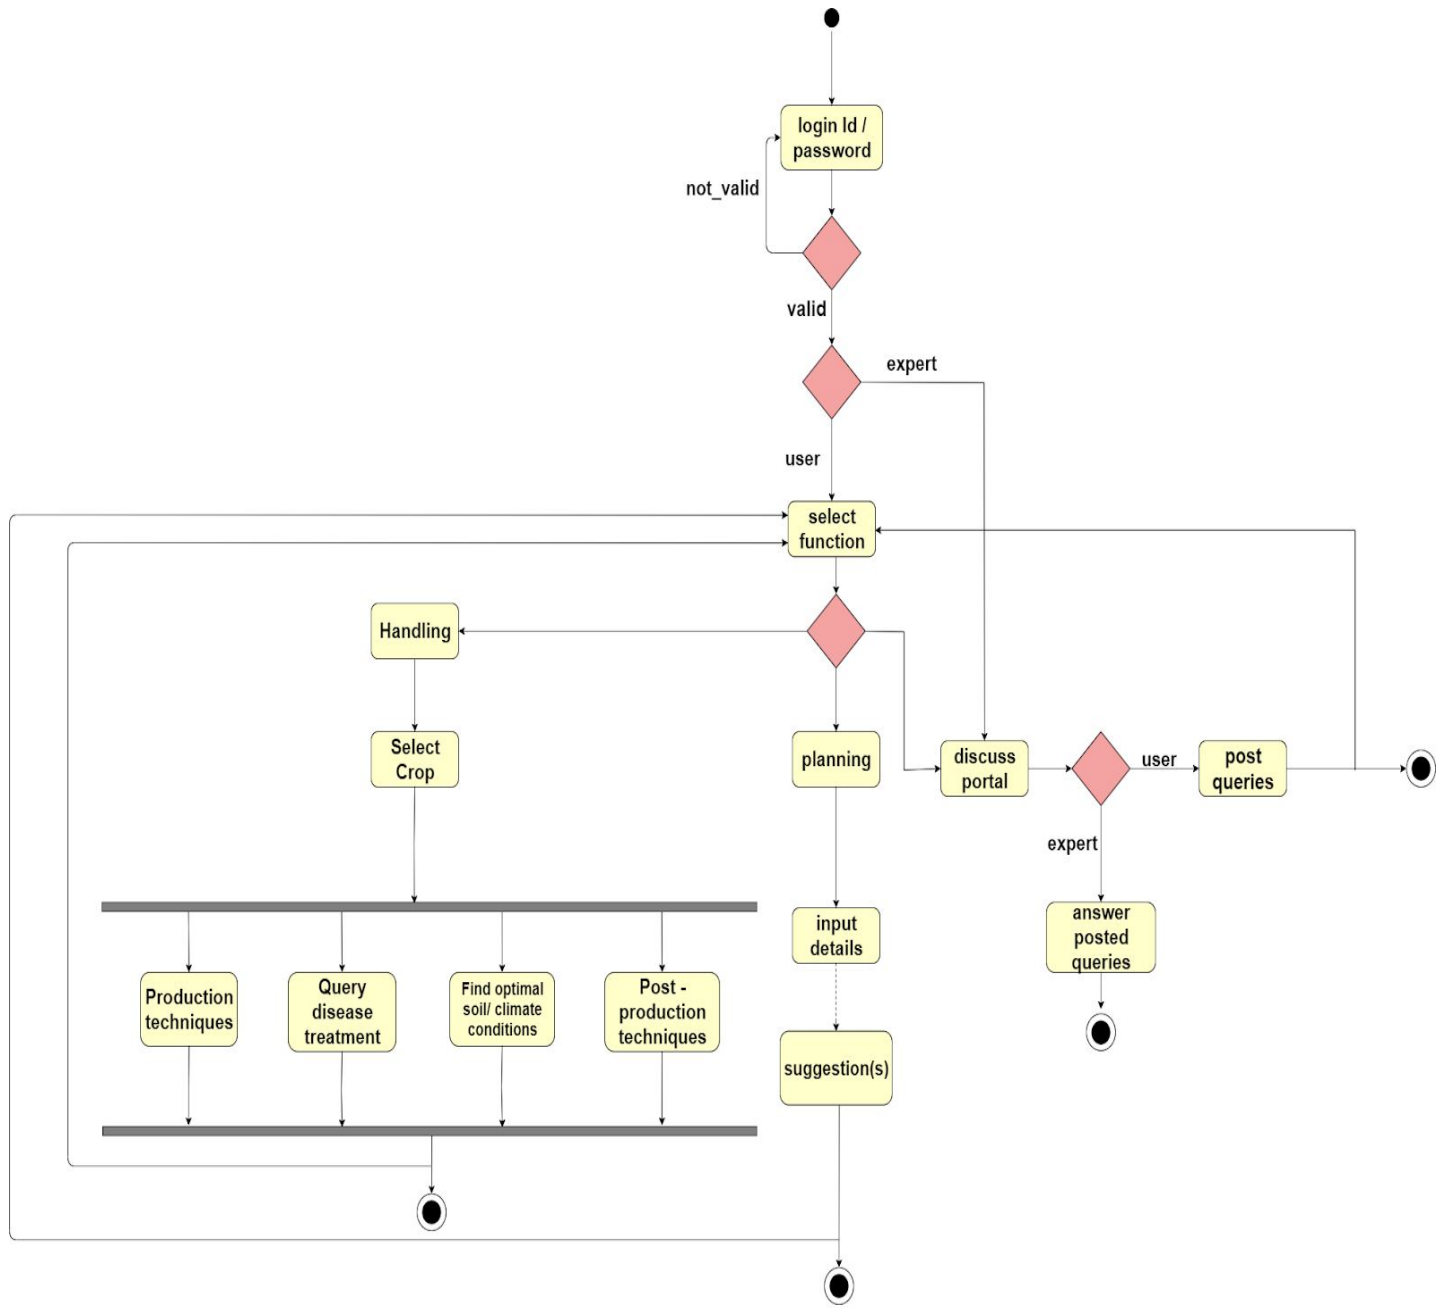 login Id /
password
not_valid
valid
expert
user
select
function
Handling
Select
Crop
planning
discuss
portal
user
post
queries
expert
answer
posted
queries
input
details
Production
techniques
Query
disease
treatment
Find optimal
soil/ climate
conditions
Post -
production
techniques
suggestion(s)